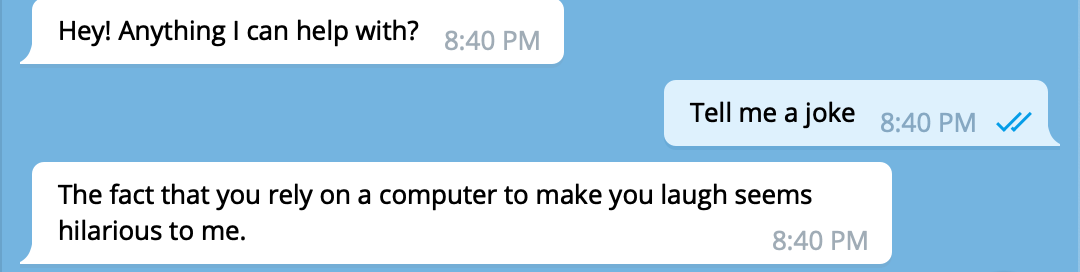 Hey! Anything I can help with? 8:40 PM
Tell me a joke 8:40 PM
The fact that you rely on a computer to make you laugh seems
hilarious to me. 8:40 PM